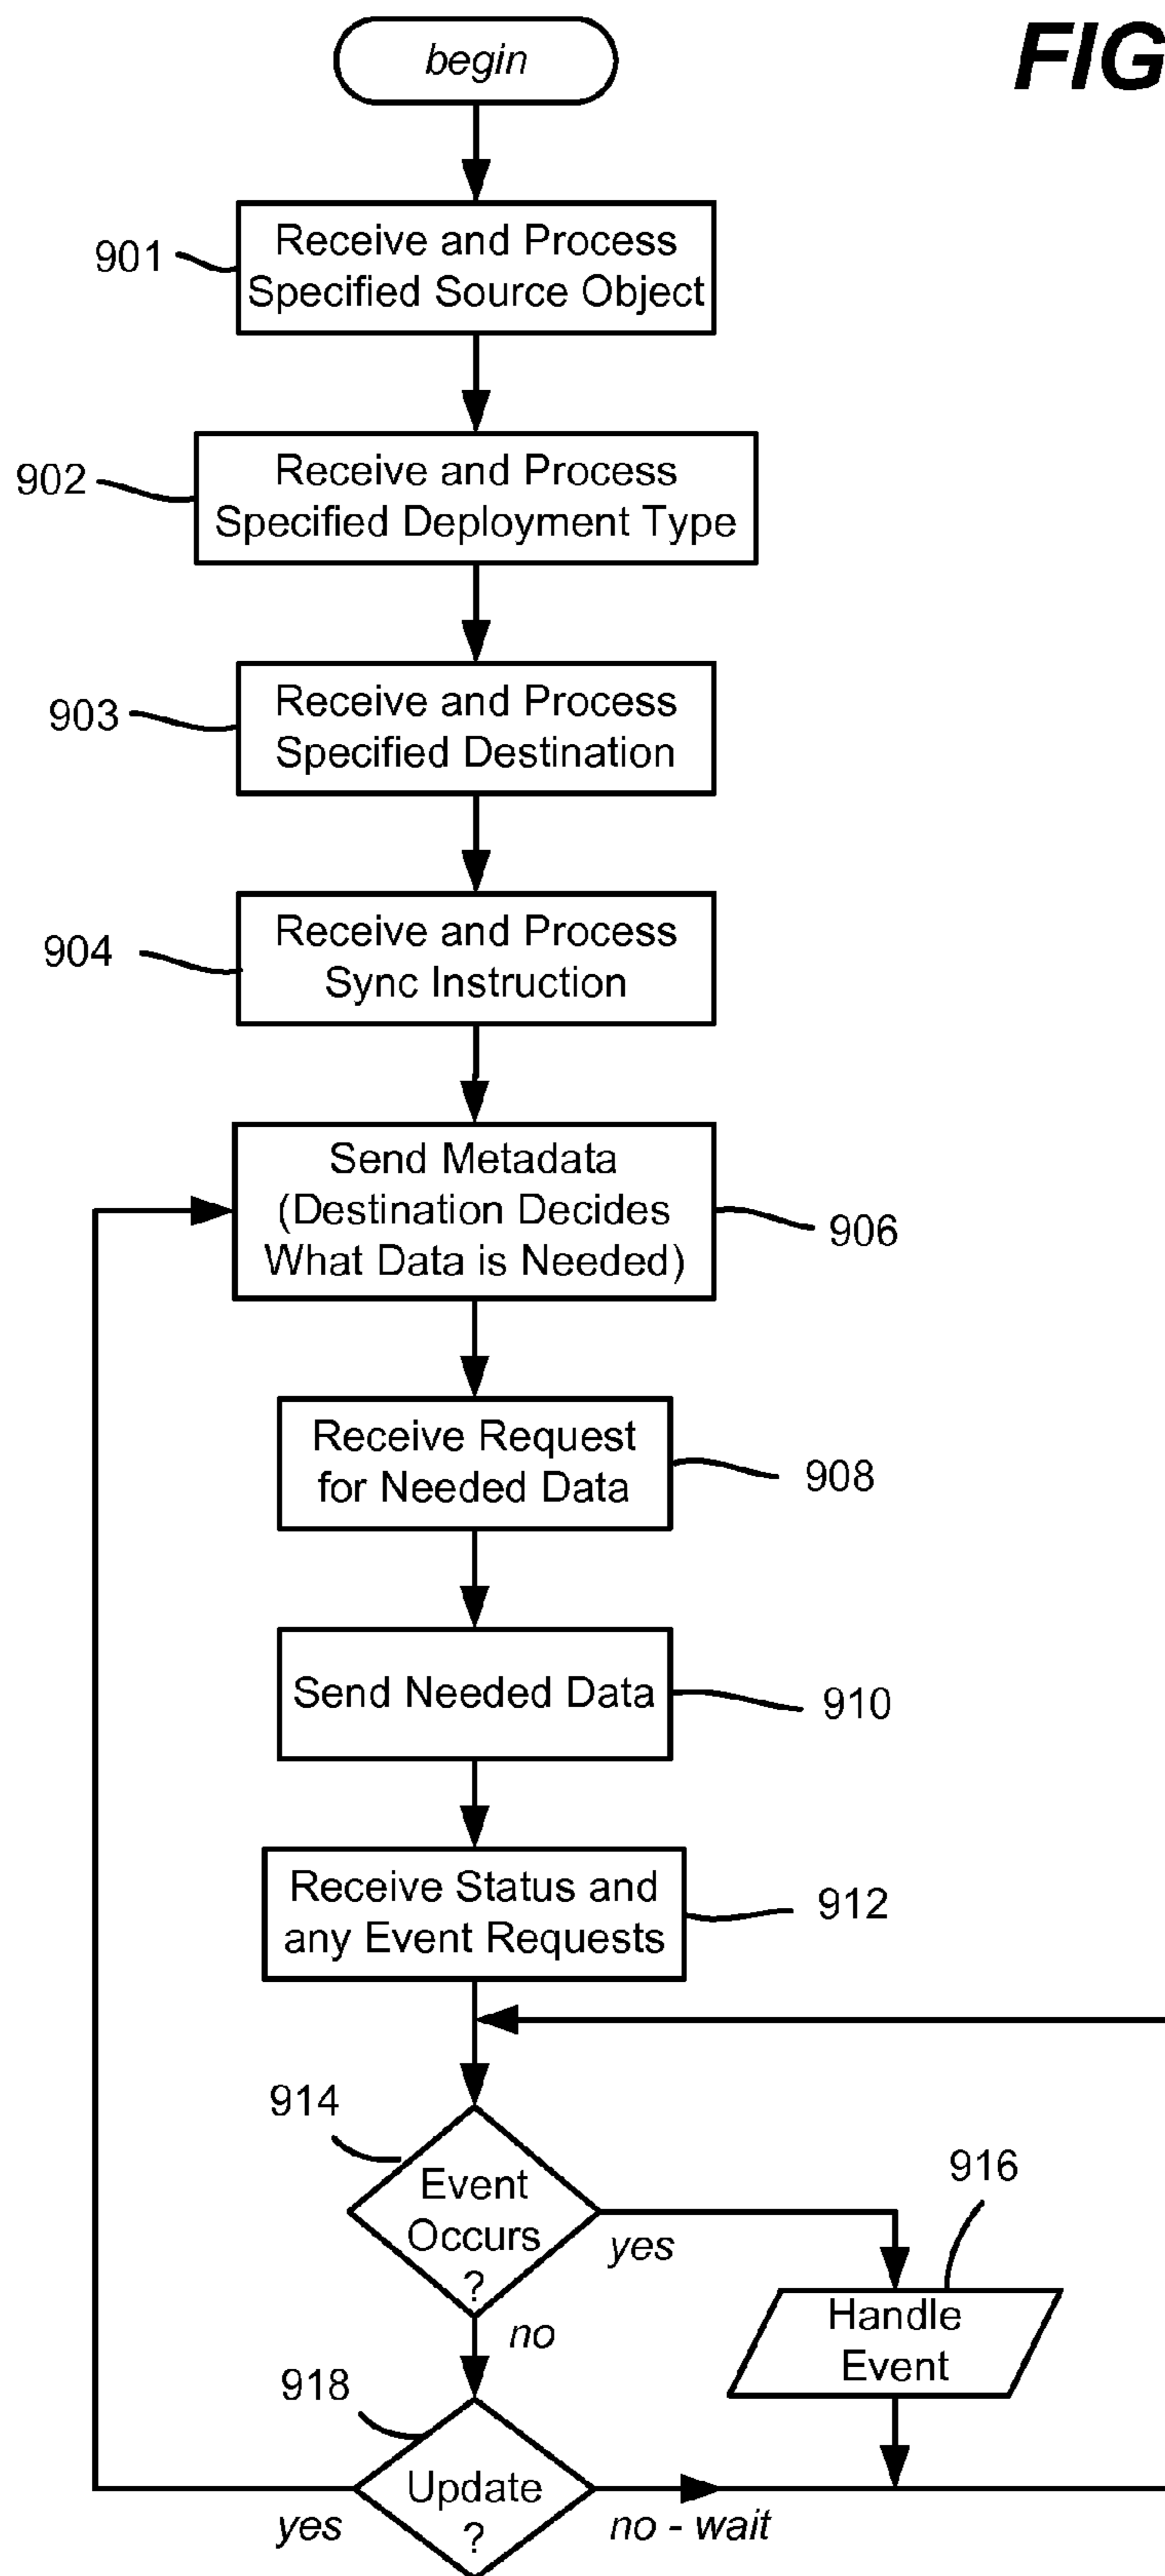 FIG
begin
901
Receive and Process
Specified Source Object
902
Receive and Process
Specified Deployment Type
903
Receive and Process
Specified Destination
904
Receive and Process
Sync Instruction
Send Metadata
(Destination Decides
What Data is Needed)
906
Receive Request
for Needed Data
908
Send Needed Data
910
Receive Status and
any Event Requests
912
914
Event
Occurs
?
yes
no
916
Handle
Event
918
Update
?
yes
no - wait